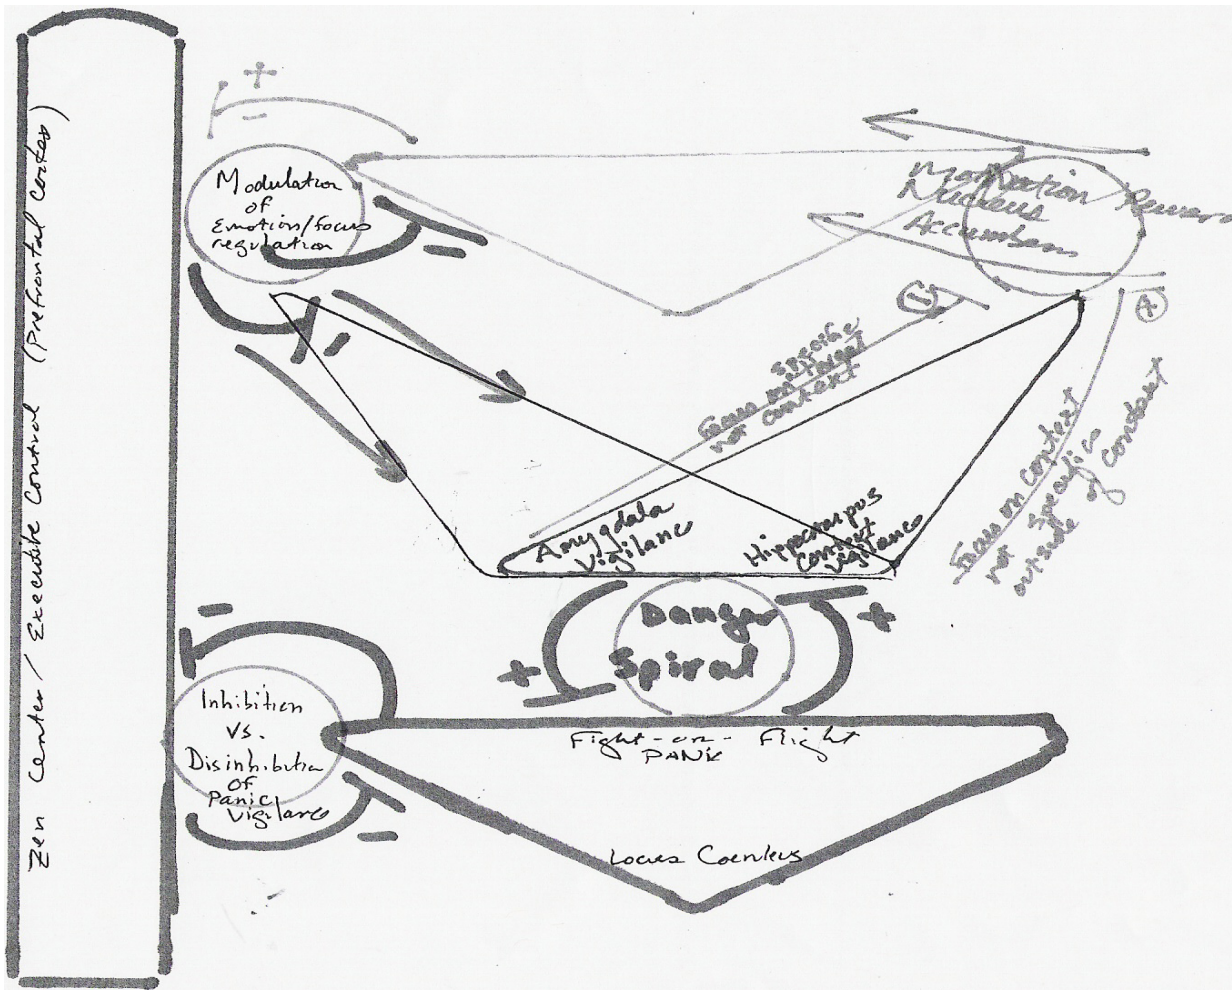 Zen Center / Executive Control (Prefrontal Cortex)
+
-
Modulation
of
Emotion/focus
regulation
-
-
Motivation Reward
Nucleus
Accumbens
(-)
(+)
Specific
Focus on Target
not context
Focus on context
not specifics
outside of context
Amygdala
Vigilance
Hippocampus
Context
vigilance
Danger
Spiral
+
+
-
Inhibition
vs.
Disinhibition
of
Panic
Vigilance
-
Fight-or-Flight
PANIC
Locus Coeruleus